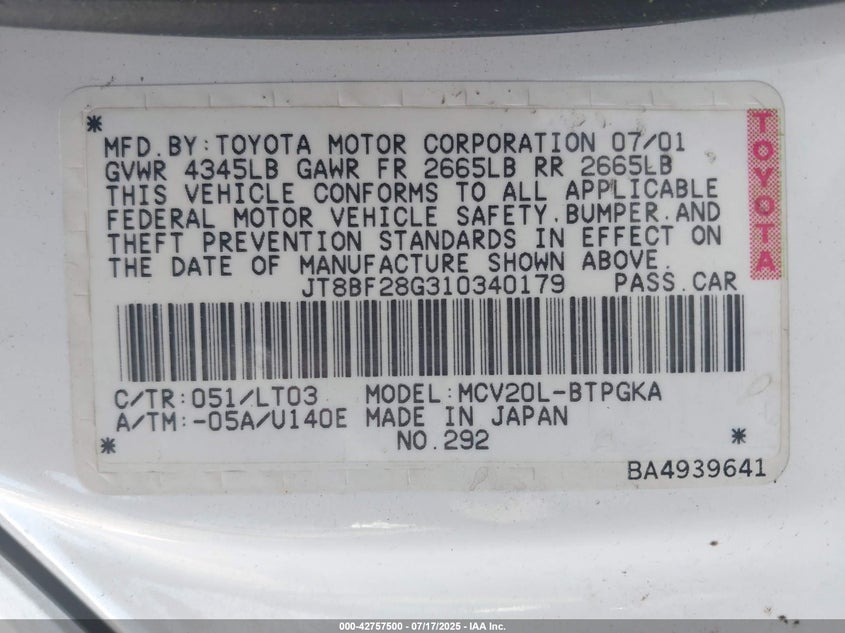 MFD.BY:TOYOTA MOTOR CORPORATION 07/01
GVWR 4345LB GAWR FR 2665LB RR 2665LB
THIS VEHICLE CONFORMS TO ALL APPLICABLE
FEDERAL MOTOR VEHICLE SAFETY,BUMPER,AND
THEFT PREVENTION STANDARDS IN EFFECT ON
THE DATE OF MANUFACTURE SHOWN ABOVE.
JT8BF28G310340179 PASS.CAR
TOYOTA
C/TR:051/LT03 MODEL:MCV20L-BTPGKA
A/TM:-05A/U140E MADE IN JAPAN
NO.292
BA4939641
000-42757500 / 07/17/2025 - IAA Inc.